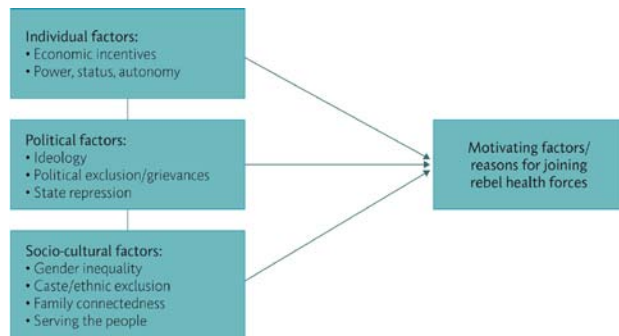 Individual factors:
• Economic incentives
• Power, status, autonomy
Political factors:
• Ideology
• Political exclusion/grievances
• State repression
Socio-cultural factors:
• Gender inequality
• Caste/ethnic exclusion
• Family connectedness
• Serving the people
Motivating factors/
reasons for joining
rebel health forces